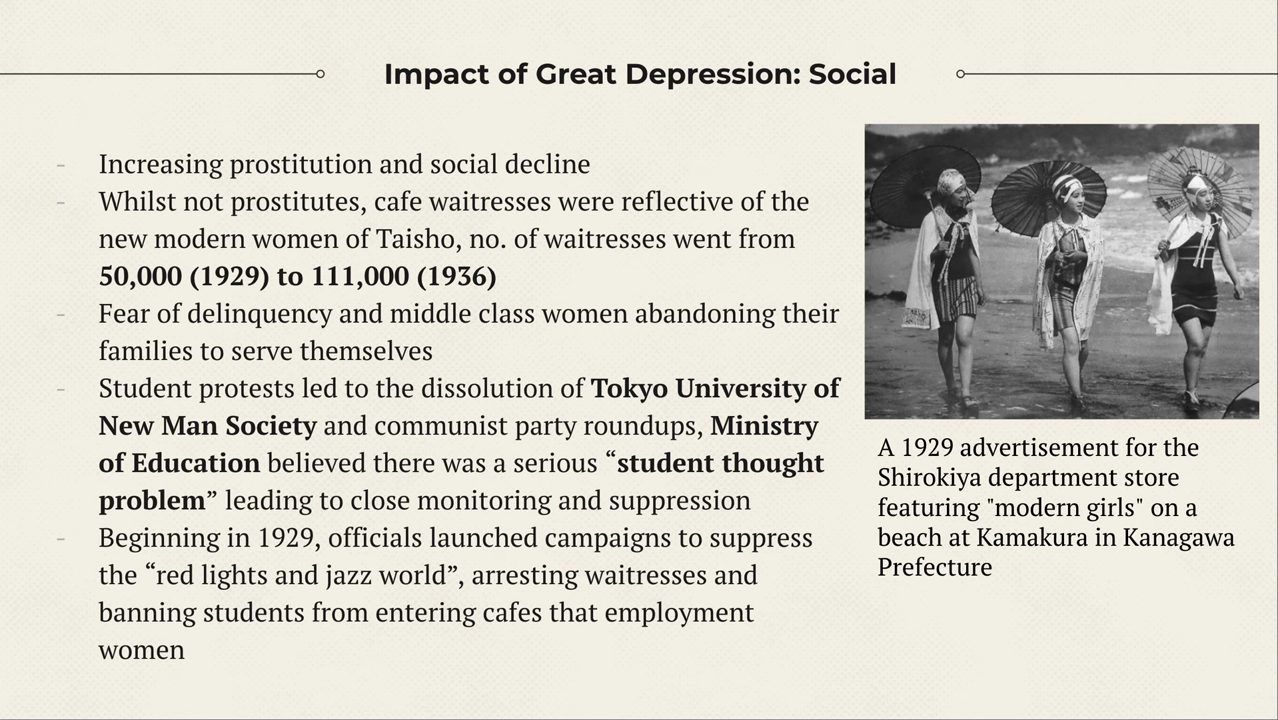 Impact of Great Depression: Social
- Increasing prostitution and social decline
- Whilst not prostitutes, cafe waitresses were reflective of the
new modern women of Taisho, no. of waitresses went from
50,000 (1929) to 111,000 (1936)
- Fear of delinquency and middle class women abandoning their
families to serve themselves
- Student protests led to the dissolution of Tokyo University of
New Man Society and communist party roundups, Ministry
of Education believed there was a serious “student thought
problem” leading to close monitoring and suppression
- Beginning in 1929, officials launched campaigns to suppress
the “red lights and jazz world”, arresting waitresses and
banning students from entering cafes that employment
women
A 1929 advertisement for the
Shirokiya department store
featuring "modern girls" on a
beach at Kamakura in Kanagawa
Prefecture